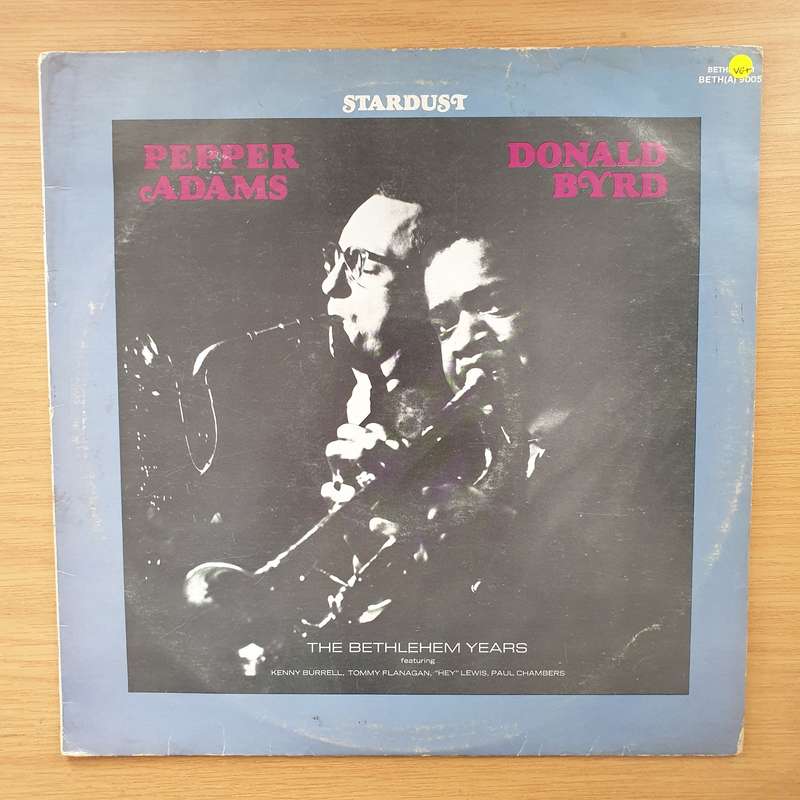 STARDUST
BETH
VG+
BETH(A) 9005
PEPPER
ADAMS
DONALD
BYRD
THE BETHLEHEM YEARS
featuring
KENNY BURRELL, TOMMY FLANAGAN, "HEY" LEWIS, PAUL CHAMBERS